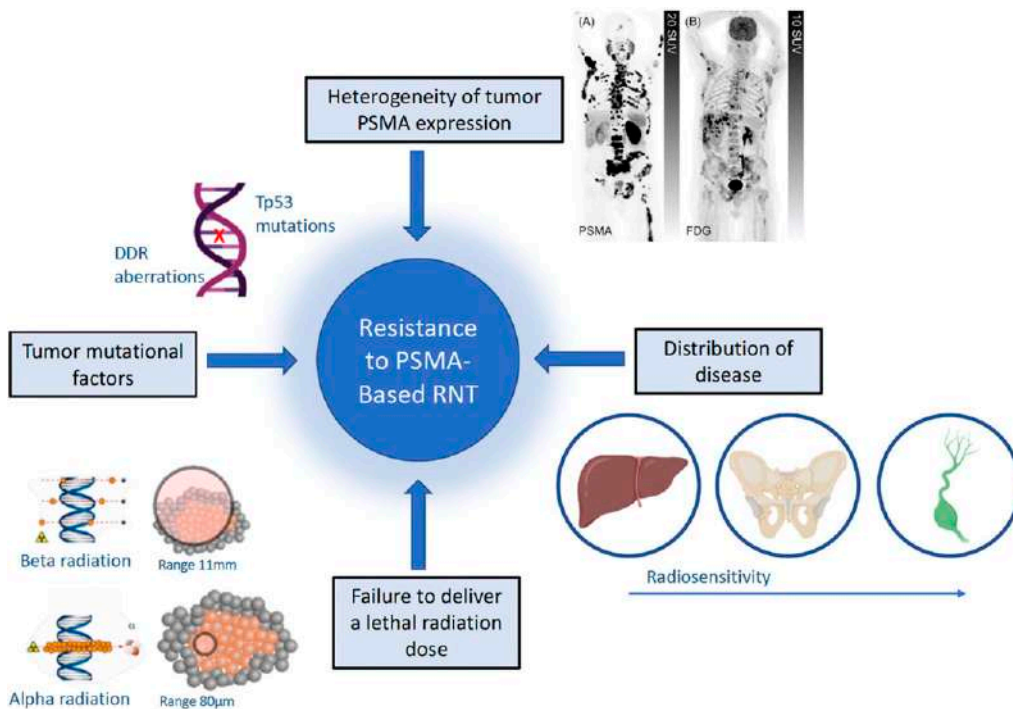 (A)
20 SUV
(B)
10 SUV
PSMA
FDG
Heterogeneity of tumor
PSMA expression
Tp53
mutations
X
DDR
aberrations
Tumor mutational
factors
Resistance
to PSMA-
Based RNT
Distribution of
disease
Radiosensitivity
Beta radiation
Range 11mm
Failure to deliver
a lethal radiation
dose
Alpha radiation
Range 80μm